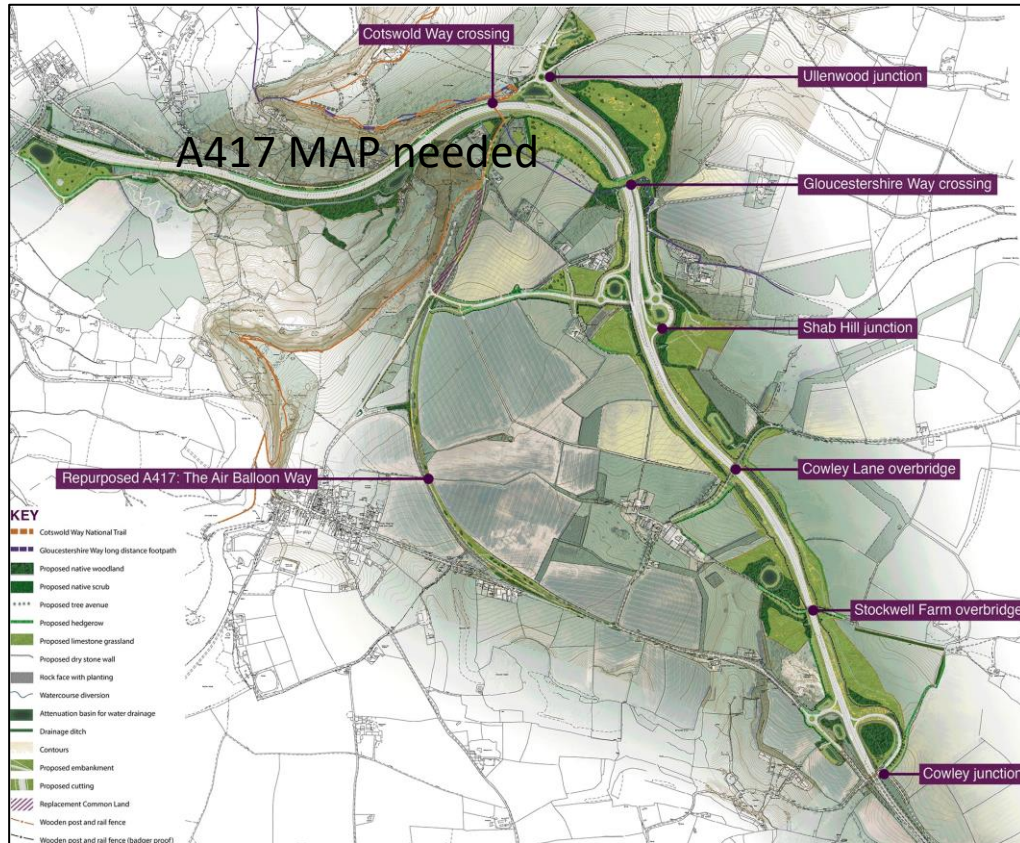 Cotswold Way crossing
Ullenwood junction
A417 MAP needed
Gloucestershire Way crossing
Shab Hill junction
Cowley Lane overbridge
Repurposed A417: The Air Balloon Way
Stockwell Farm overbridge
Cowley junction
KEY
Cotswold Way National Trail
Gloucestershire Way long distance footpath
Proposed native woodland
Proposed native scrub
Proposed tree avenue
Proposed hedgerow
Proposed limestone grassland
Proposed dry stone wall
Rock face with planting
Watercourse diversion
Attenuation basin for water drainage
Drainage ditch
Contours
Proposed embankment
Proposed cutting
Replacement Common Land
Wooden post and rail fence
Wooden post and rail fence (badger proof)